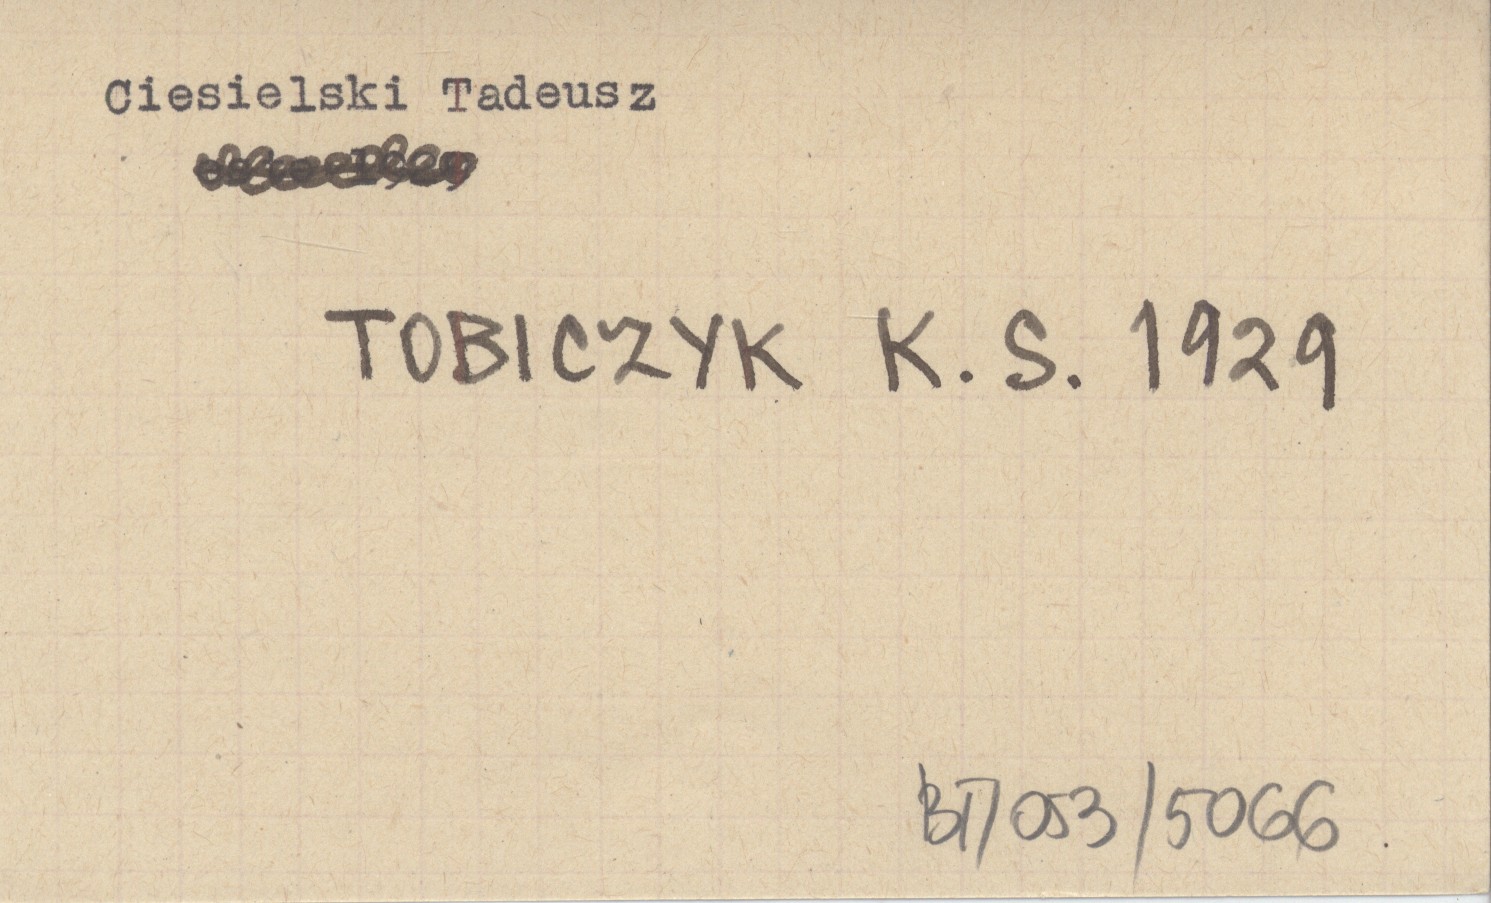 Ciesielski Tadeusz
TOBICZYK K. S. 1929
BI/053/5066